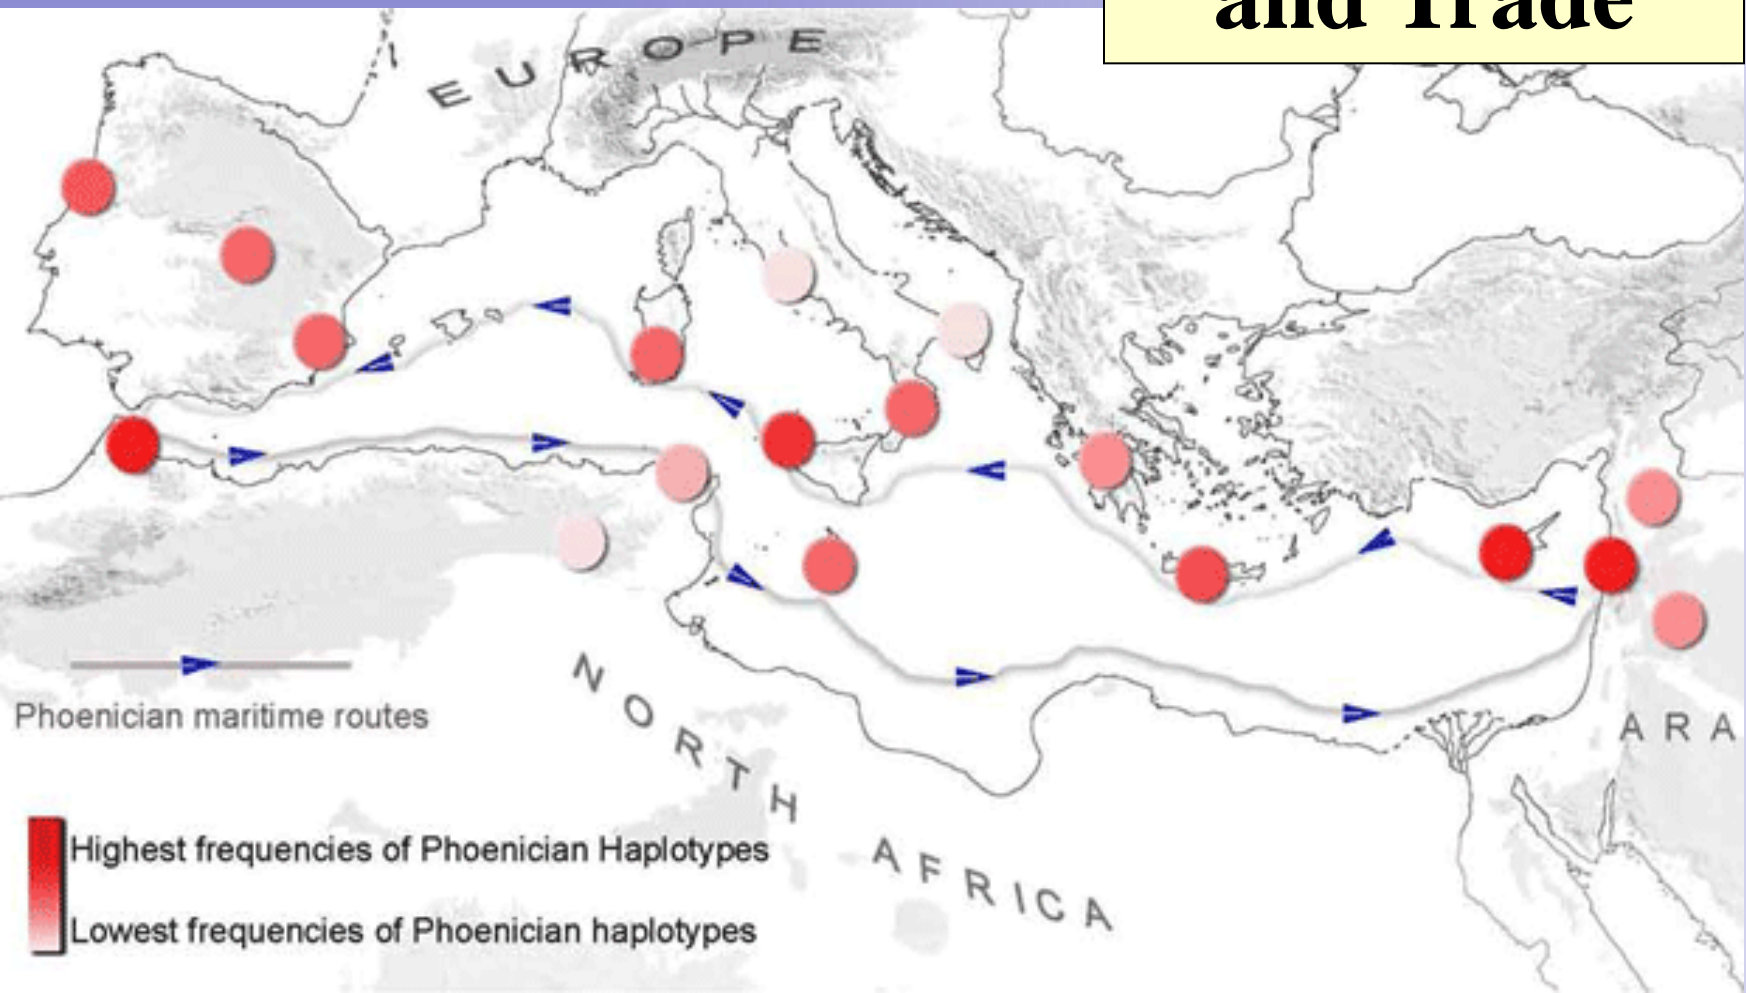 and Trade
EUROPE
NORTH
AFRICA
ARA
Phoenician maritime routes
Highest frequencies of Phoenician Haplotypes
Lowest frequencies of Phoenician haplotypes